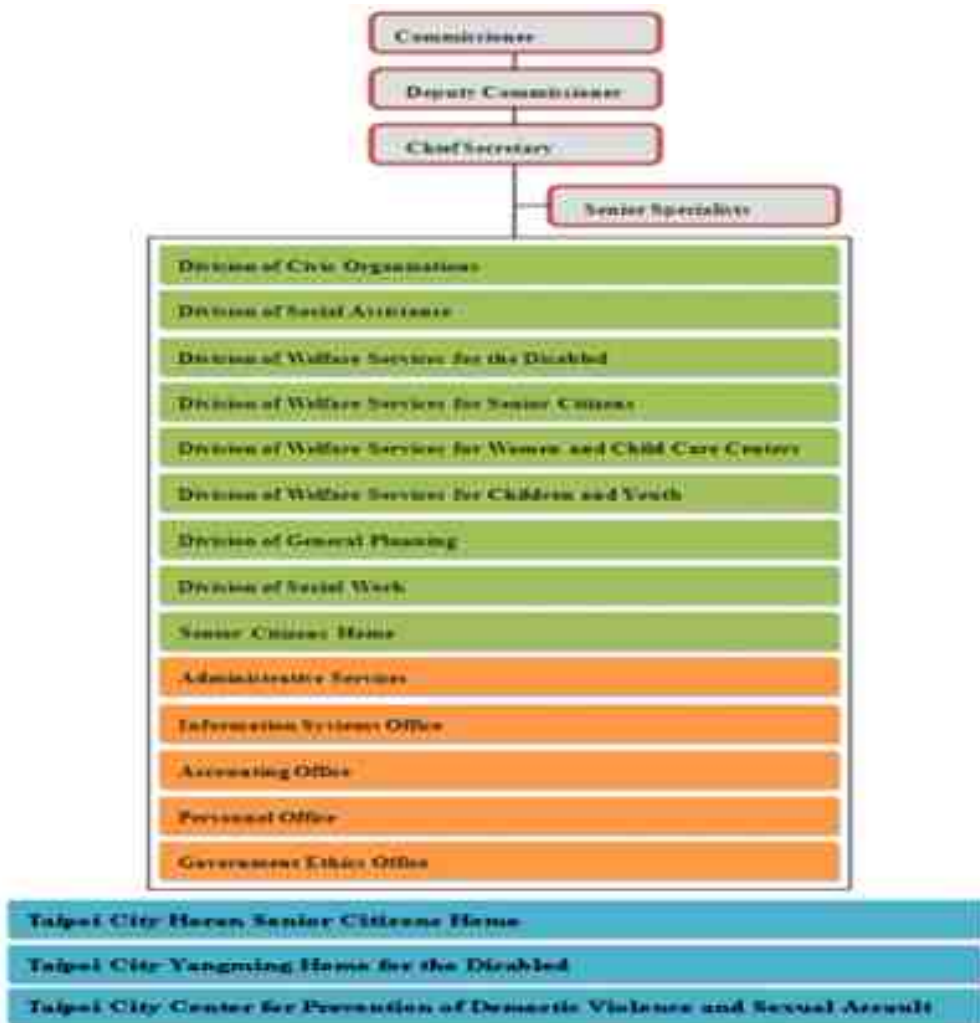 Commissioner
Deputy Commissioner
Chief Secretary
Senior Specialists
Division of Civic Organizations
Division of Social Assistance
Division of Welfare Services for the Disabled
Division of Welfare Services for Senior Citizens
Division of Welfare Services for Women and Child Care Centers
Division of Welfare Services for Children and Youth
Division of General Planning
Division of Social Work
Senior Citizens Home
Administrative Services
Information Systems Office
Accounting Office
Personnel Office
Government Ethics Office
Taipei City Haoran Senior Citizens Home
Taipei City Yangming Home for the Disabled
Taipei City Center for Prevention of Domestic Violence and Sexual Assault